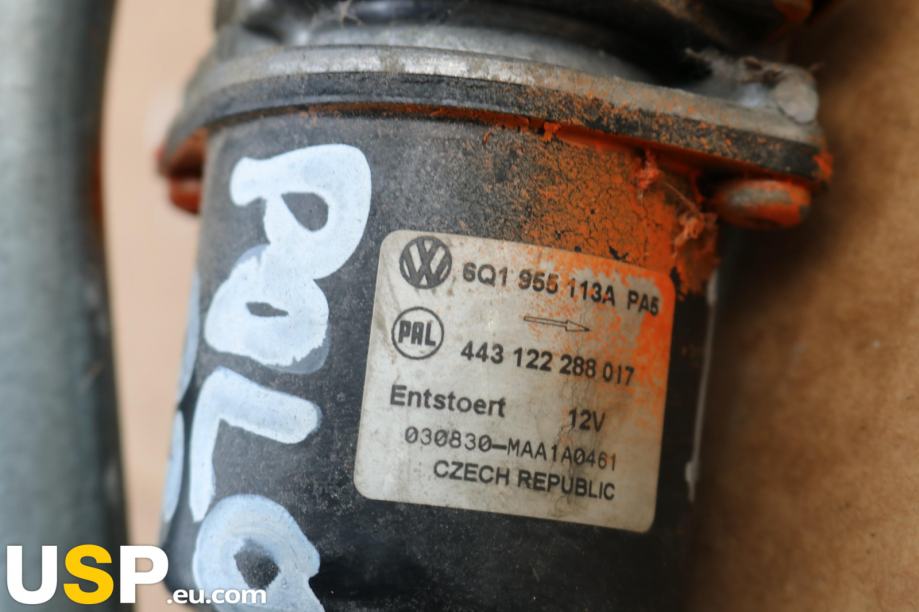 POLO
VW
6Q1 955 113A PA5
PAL
443 122 288 017
Entstoert 12V
030830-MAA1A0461
CZECH REPUBLIC
USP.eu.com